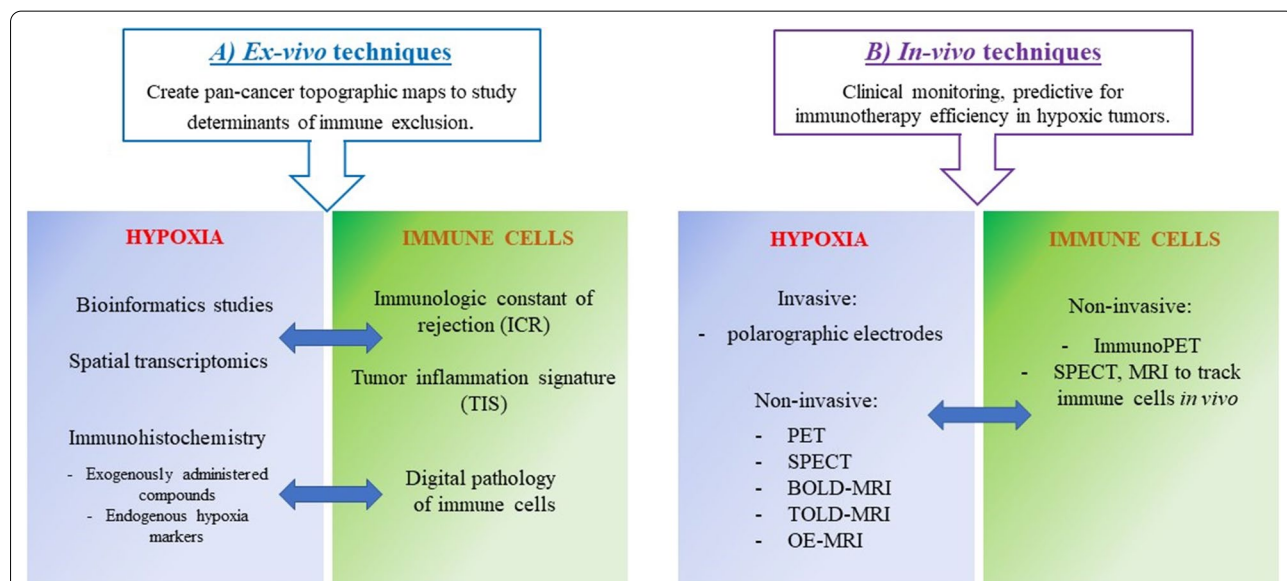 A) Ex-vivo techniques
Create pan-cancer topographic maps to study
determinants of immune exclusion.
HYPOXIA
Bioinformatics studies
Spatial transcriptomics
Immunohistochemistry
- Exogenously administered
compounds
- Endogenous hypoxia
markers
IMMUNE CELLS
Immunologic constant of
rejection (ICR)
Tumor inflammation signature
(TIS)
Digital pathology
of immune cells
B) In-vivo techniques
Clinical monitoring, predictive for
immunotherapy efficiency in hypoxic tumors.
HYPOXIA
Invasive:
- polarographic electrodes
Non-invasive:
- PET
- SPECT
- BOLD-MRI
- TOLD-MRI
- OE-MRI
IMMUNE CELLS
Non-invasive:
- ImmunoPET
- SPECT, MRI to track
immune cells in vivo